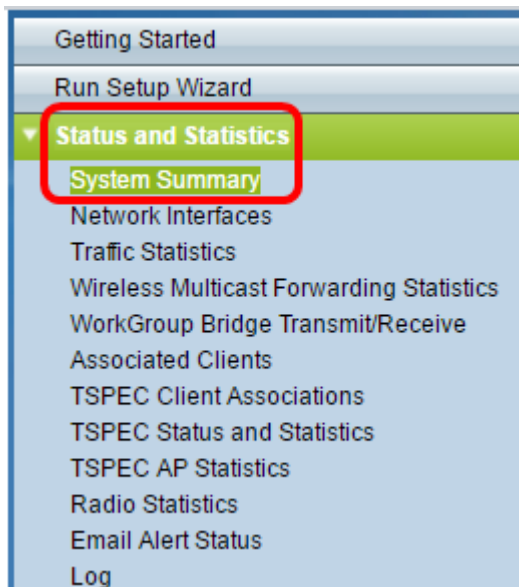 Getting Started
Run Setup Wizard
Status and Statistics
System Summary
Network Interfaces
Traffic Statistics
Wireless Multicast Forwarding Statistics
WorkGroup Bridge Transmit/Receive
Associated Clients
TSPEC Client Associations
TSPEC Status and Statistics
TSPEC AP Statistics
Radio Statistics
Email Alert Status
Log